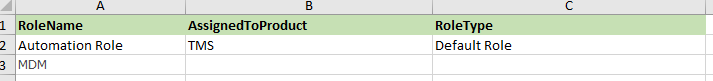 A B C
1 RoleName AssignedToProduct RoleType
2 Automation Role TMS Default Role
3 MDM